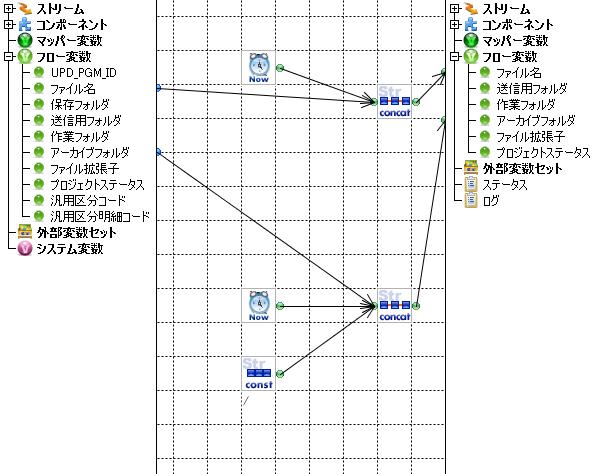 ストリーム
コンポーネント
マッパー変数
フロー変数
UPD_PGM_ID
ファイル名
保存フォルダ
送信用フォルダ
作業フォルダ
アーカイブフォルダ
ファイル拡張子
プロジェクトステータス
汎用区分コード
汎用区分明細コード
外部変数セット
システム変数
Now
Str
concat
Now
Str
concat
Str
const
/
ストリーム
コンポーネント
マッパー変数
フロー変数
ファイル名
送信用フォルダ
作業フォルダ
アーカイブフォルダ
ファイル拡張子
プロジェクトステータス
外部変数セット
ステータス
ログ